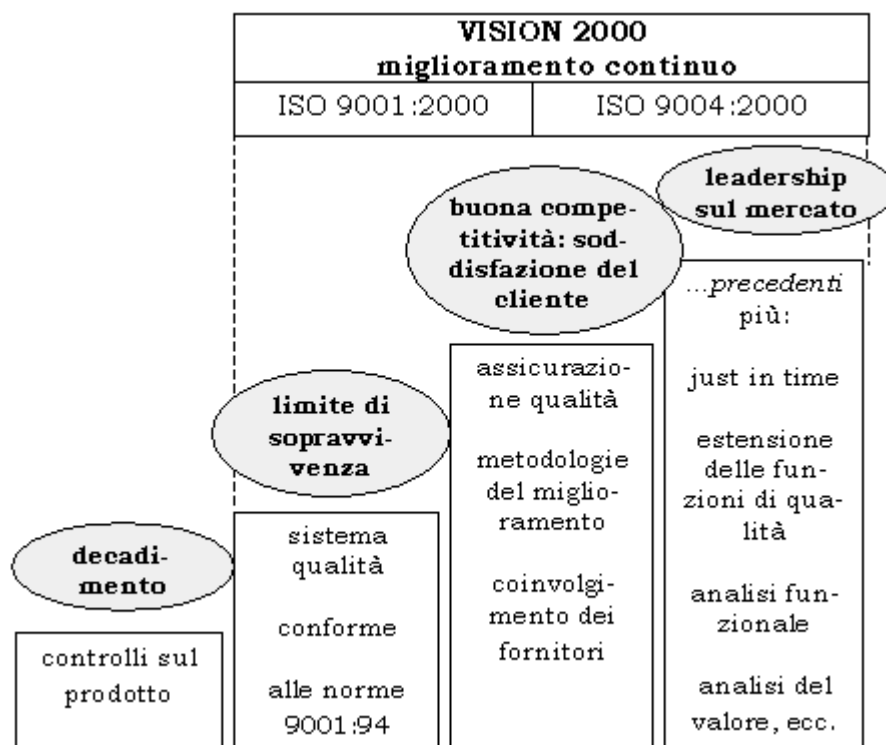 VISION 2000
miglioramento continuo
ISO 9001:2000
ISO 9004:2000
leadership
sul mercato
buona compe-
titività: sod-
disfazione del
cliente
limite di
sopravvi-
venza
decadi-
mento
controlli sul
prodotto
sistema
qualità
conforme
alle norme
9001:94
assicurazio-
ne qualità
metodologie
del miglio-
ramento
coinvolgi-
mento dei
fornitori
...precedenti
più:
just in time
estensione
delle fun-
zioni di qua-
lità
analisi fun-
zionale
analisi del
valore, ecc.